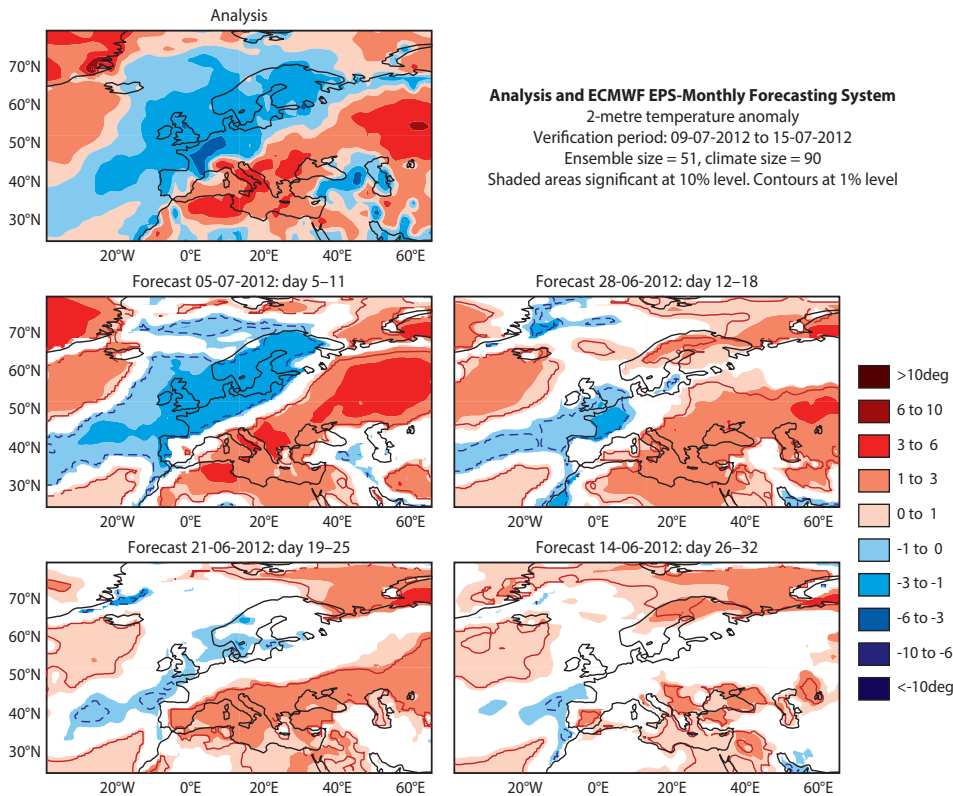 Analysis
70°N
60°N
50°N
40°N
30°N
20°W 0°E 20°E 40°E 60°E
Analysis and ECMWF EPS-Monthly Forecasting System
2-metre temperature anomaly
Verification period: 09-07-2012 to 15-07-2012
Ensemble size = 51, climate size = 90
Shaded areas significant at 10% level. Contours at 1% level
Forecast 05-07-2012: day 5–11
70°N
60°N
50°N
40°N
30°N
20°W 0°E 20°E 40°E 60°E
Forecast 28-06-2012: day 12–18
20°W 0°E 20°E 40°E 60°E
Forecast 21-06-2012: day 19–25
70°N
60°N
50°N
40°N
30°N
20°W 0°E 20°E 40°E 60°E
Forecast 14-06-2012: day 26–32
20°W 0°E 20°E 40°E 60°E
>10deg
6 to 10
3 to 6
1 to 3
0 to 1
-1 to 0
-3 to -1
-6 to -3
-10 to -6
<-10deg